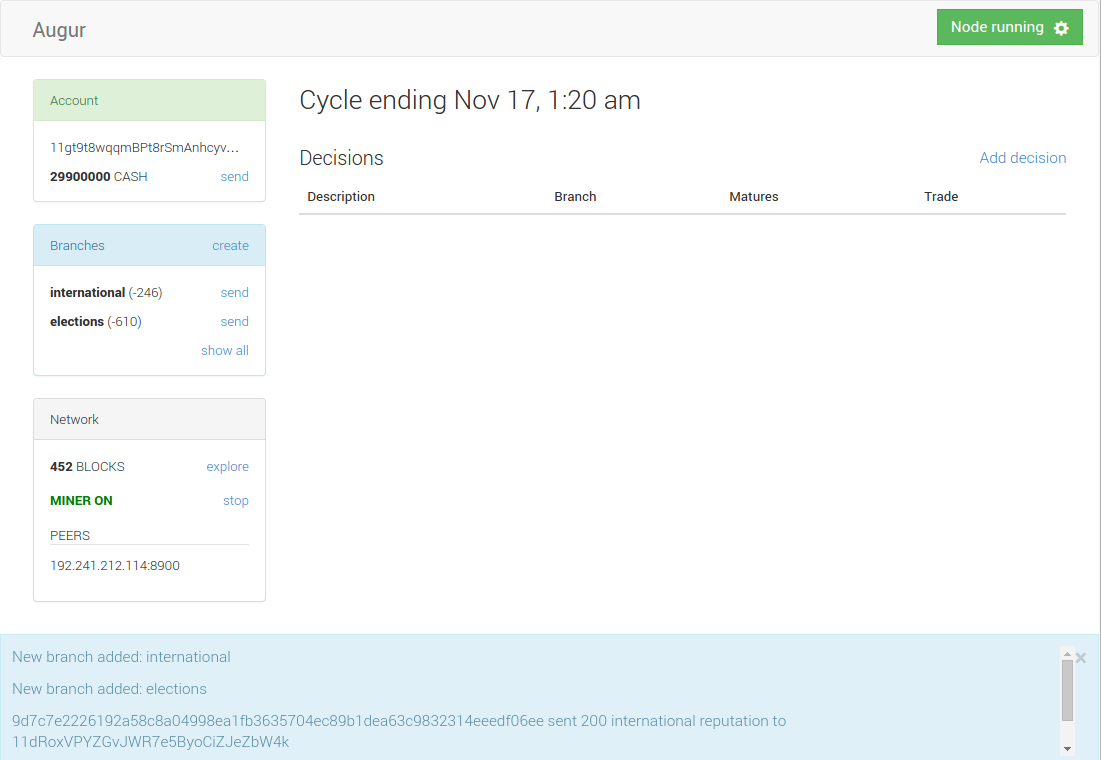 Augur
Node running
Account
11gt9t8wqqmBPt8rSmAnhcyv...
29900000 CASH send
Branches create
international (-246) send
elections (-610) send
show all
Network
452 BLOCKS explore
MINER ON stop
PEERS
192.241.212.114:8900
Cycle ending Nov 17, 1:20 am
Decisions Add decision
Description Branch Matures Trade
New branch added: international
New branch added: elections
9d7c7e2226192a58c8a04998ea1fb3635704ec89b1dea63c9832314eeedf06ee sent 200 international reputation to
11dRoxVPYZGvJWR7e5ByoCiZJeZbW4k